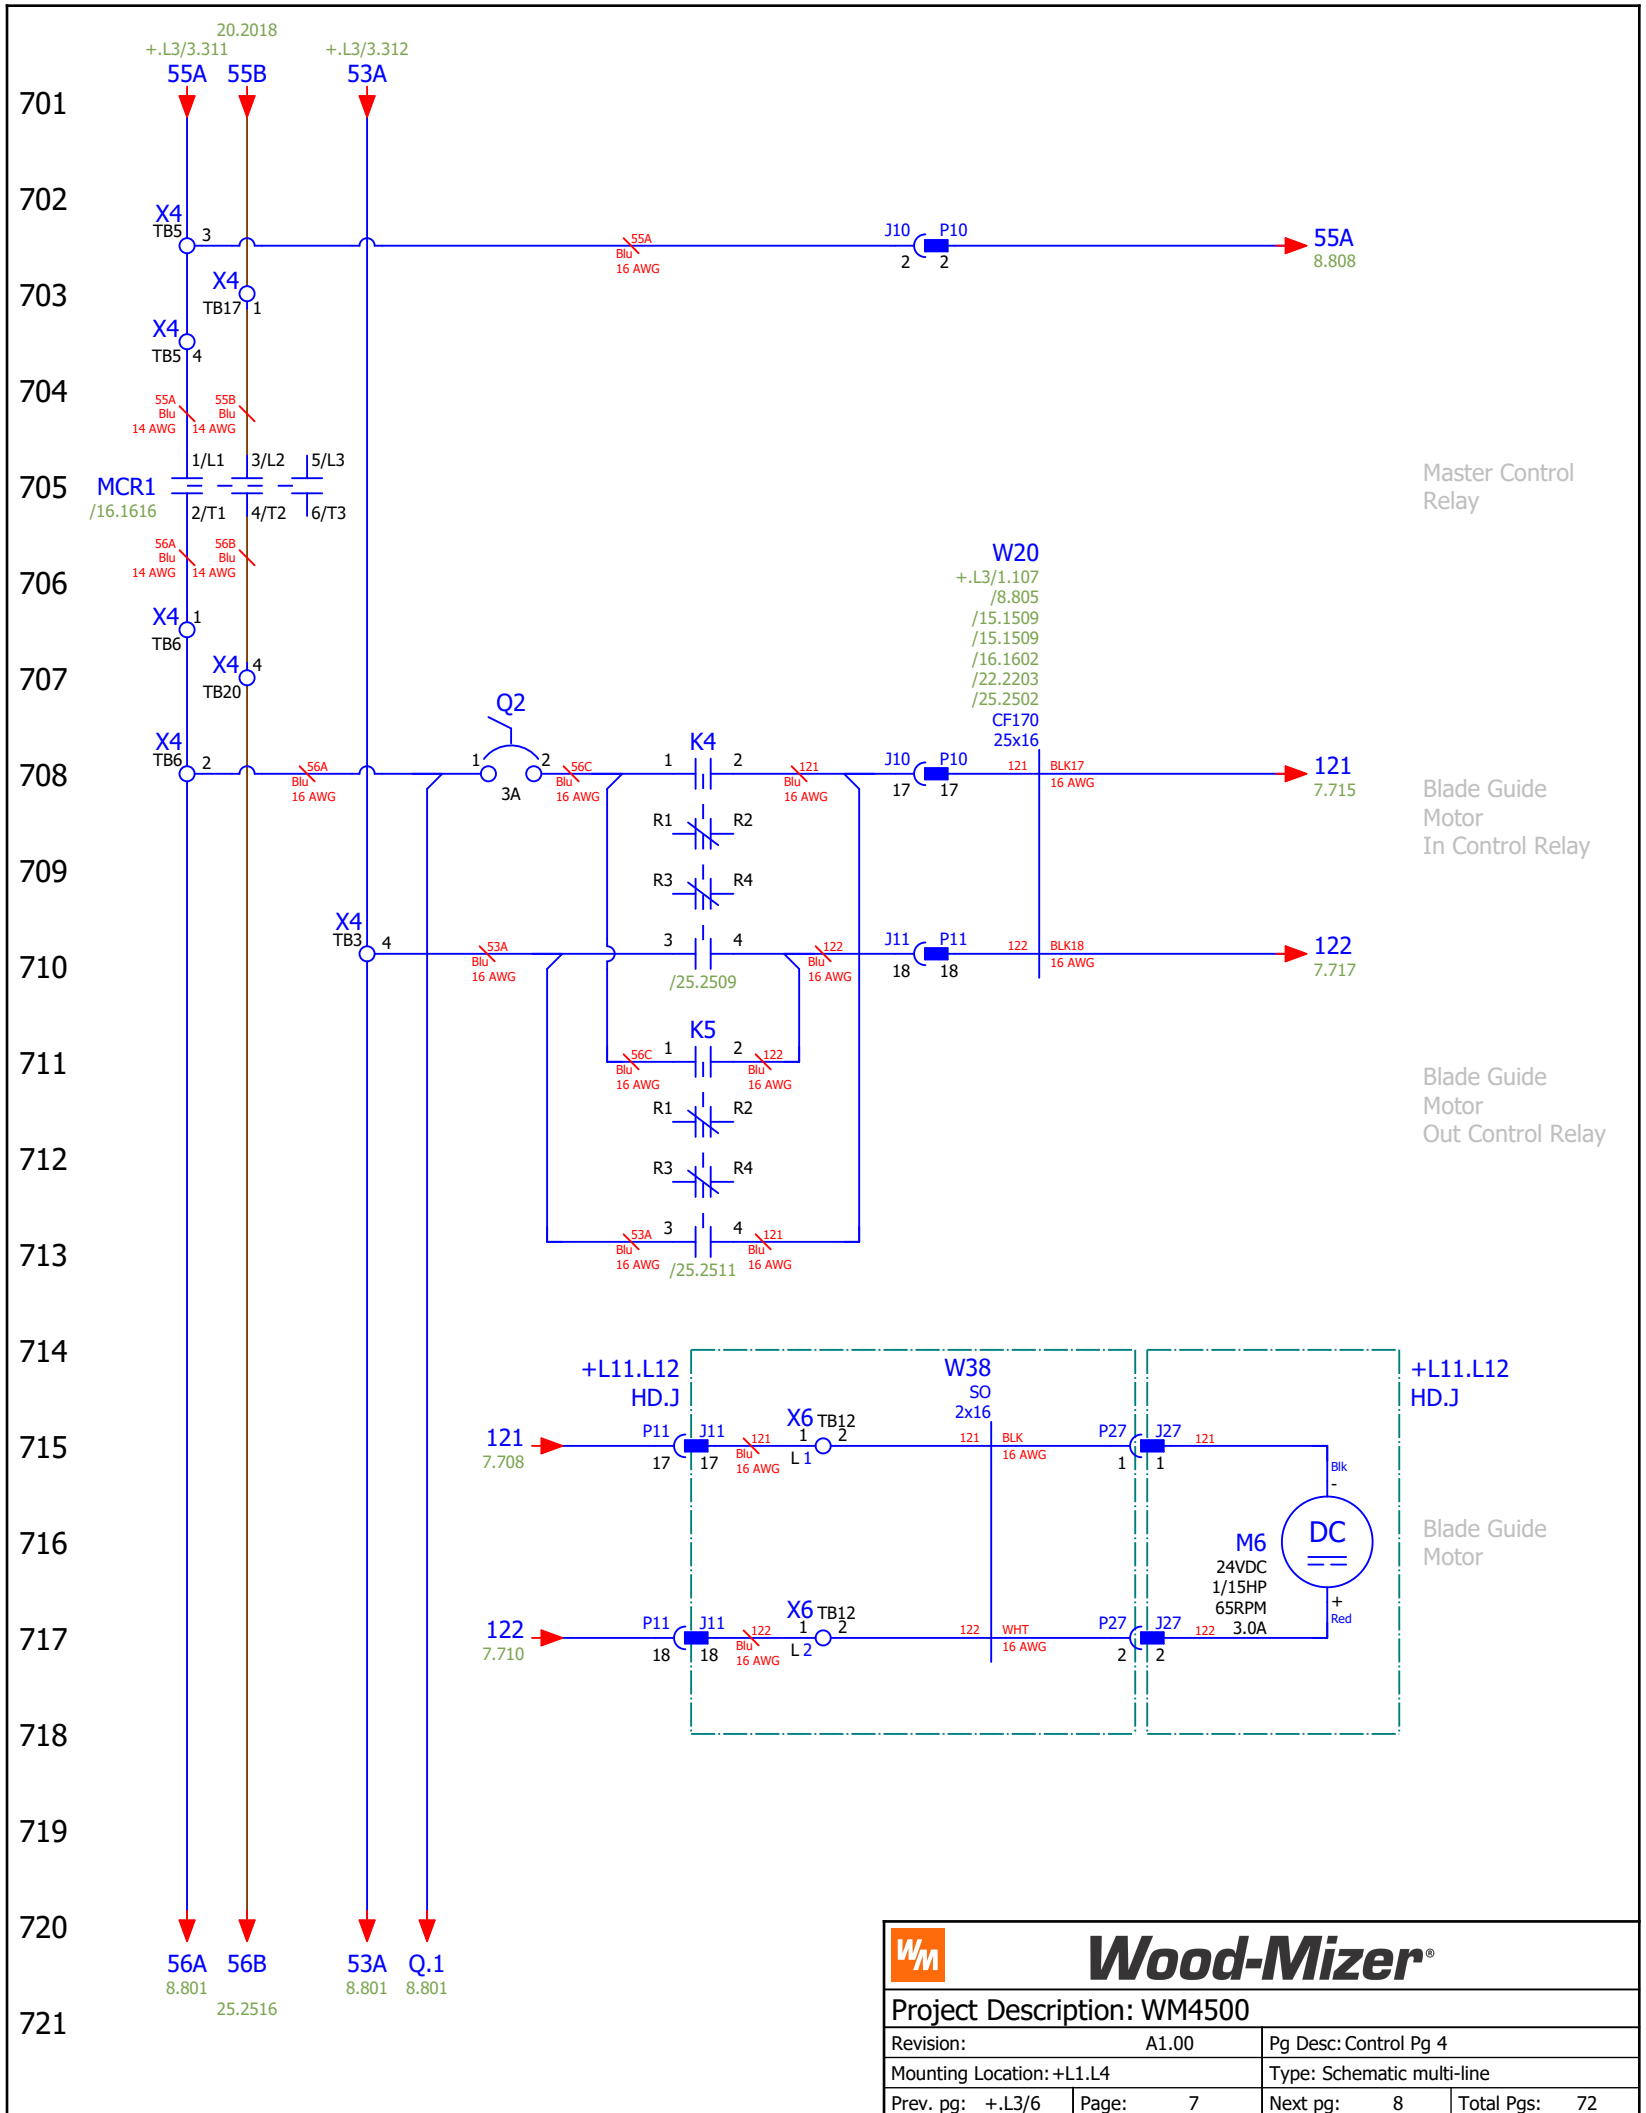 20.2018
+.L3/3.311
+.L3/3.312
55A
55B
53A
701
702
X4
TB5
3
55A
Blu
16 AWG
J10
P10
2
2
55A
8.808
703
X4
TB17
1
X4
TB5
4
704
55A
Blu
14 AWG
55B
Blu
14 AWG
705
MCR1
/16.1616
1/L1
3/L2
5/L3
2/T1
4/T2
6/T3
Master Control
Relay
56A
Blu
14 AWG
56B
Blu
14 AWG
706
X4
1
TB6
W20
+.L3/1.107
/8.805
/15.1509
/15.1509
/16.1602
/22.2203
/25.2502
CF170
25x16
707
X4
4
TB20
708
X4
TB6
2
56A
Blu
16 AWG
Q2
1
2
3A
56C
Blu
16 AWG
K4
1
2
121
Blu
16 AWG
J10
P10
17
17
121
BLK17
16 AWG
121
7.715
Blade Guide
Motor
In Control Relay
R1
R2
709
R3
R4
710
X4
TB3
4
53A
Blu
16 AWG
3
4
/25.2509
122
Blu
16 AWG
J11
P11
18
18
122
BLK18
16 AWG
122
7.717
711
K5
56C
Blu
16 AWG
1
2
122
Blu
16 AWG
Blade Guide
Motor
Out Control Relay
R1
R2
712
R3
R4
713
53A
Blu
16 AWG
3
4
/25.2511
121
Blu
16 AWG
714
+L11.L12
HD.J
W38
SO
2x16
+L11.L12
HD.J
715
121
7.708
P11
J11
17
17
121
Blu
16 AWG
X6
TB12
1
2
L 1
121
BLK
16 AWG
P27
J27
1
1
121
Blk
-
716
M6
24VDC
1/15HP
65RPM
3.0A
DC
+
Red
Blade Guide
Motor
717
122
7.710
P11
J11
18
18
122
Blu
16 AWG
X6
TB12
1
2
L 2
122
WHT
16 AWG
P27
J27
2
2
122
718
719
720
56A
8.801
56B
25.2516
53A
8.801
Q.1
8.801
721
WM
Wood-Mizer®
Project Description: WM4500
Revision: A1.00
Pg Desc: Control Pg 4
Mounting Location: +L1.L4
Type: Schematic multi-line
Prev. pg: +.L3/6
Page: 7
Next pg: 8
Total Pgs: 72